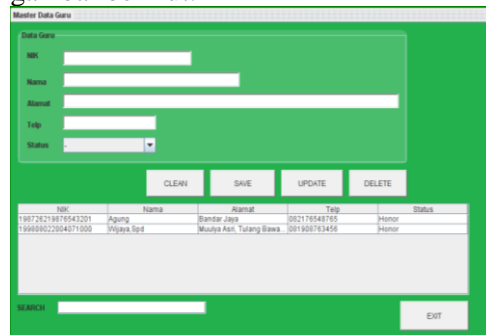 Master Data Guru
Data Guru
NIK
Nama
Alamat
Telp
Status -
CLEAN SAVE UPDATE DELETE
NIK Nama Alamat Telp Status
198726219876543201 Agung Bandar Jaya 082176548765 Honor
199808022004071000 Wijaya.Spd Muulya Asri, Tulang Bawa... 081908763456 Honor
SEARCH
EXIT